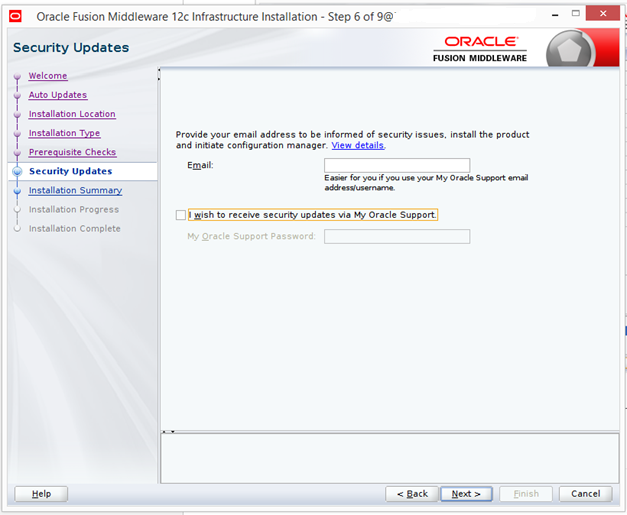 Oracle Fusion Middleware 12c Infrastructure Installation - Step 6 of 9@
Security Updates
ORACLE
FUSION MIDDLEWARE
Welcome
Auto Updates
Installation Location
Installation Type
Prerequisite Checks
Security Updates
Installation Summary
Installation Progress
Installation Complete
Provide your email address to be informed of security issues, install the product
and initiate configuration manager. View details.
Email:
Easier for you if you use your My Oracle Support email
address/username.
I wish to receive security updates via My Oracle Support.
My Oracle Support Password:
Help
< Back
Next >
Finish
Cancel